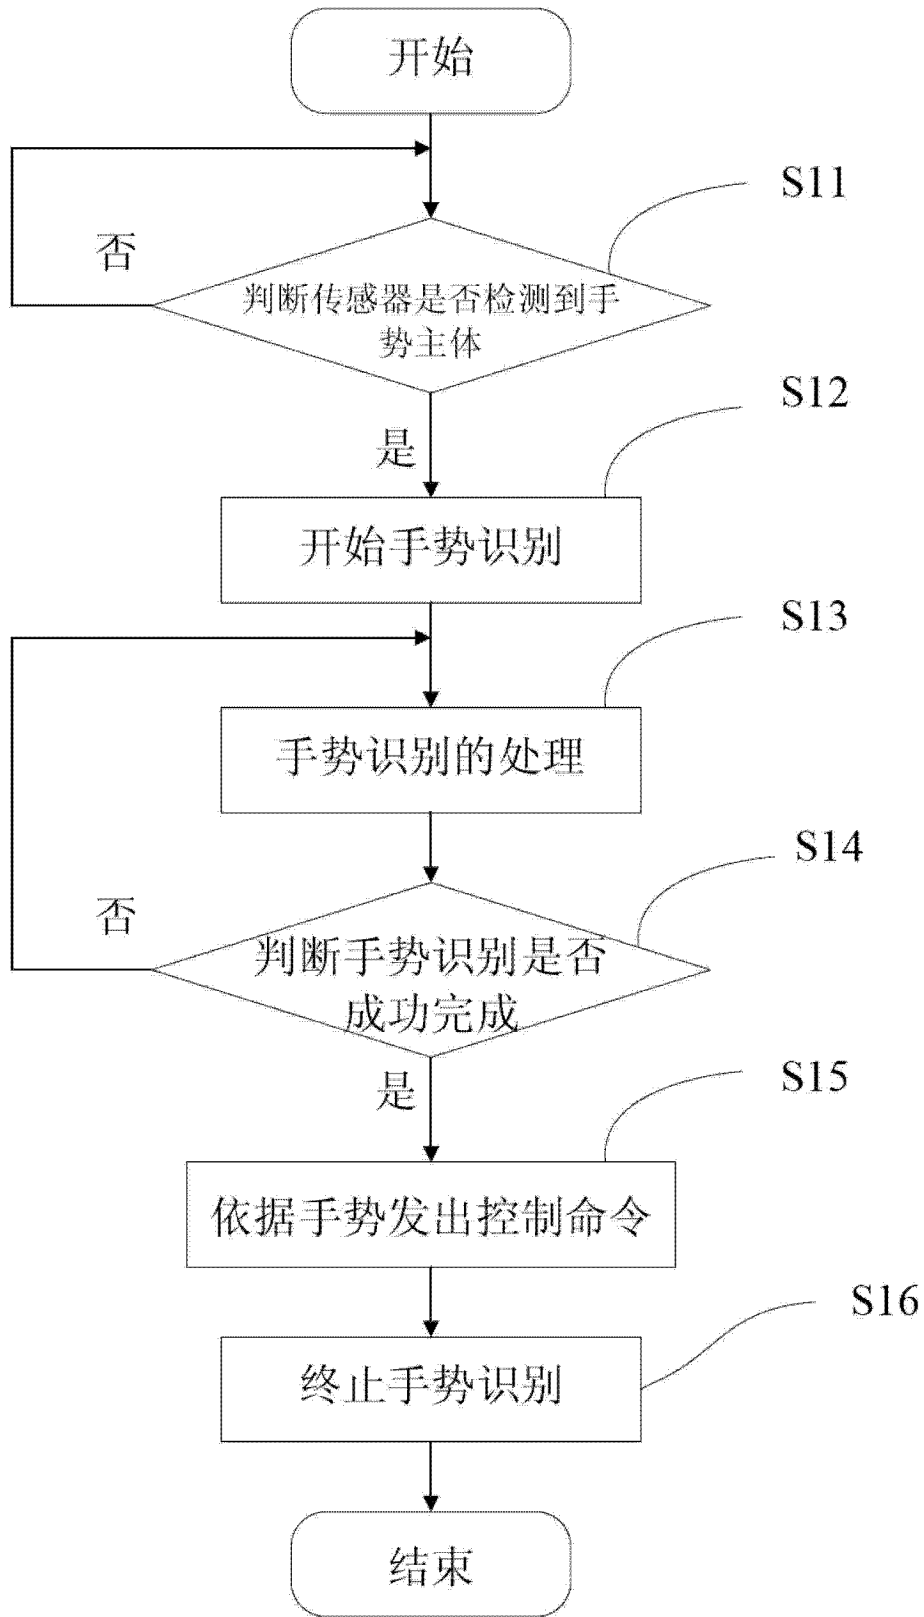 开始
S11
否
判断传感器是否检测到手
势主体
S12
是
开始手势识别
S13
手势识别的处理
S14
否
判断手势识别是否
成功完成
S15
是
依据手势发出控制命令
S16
终止手势识别
结束